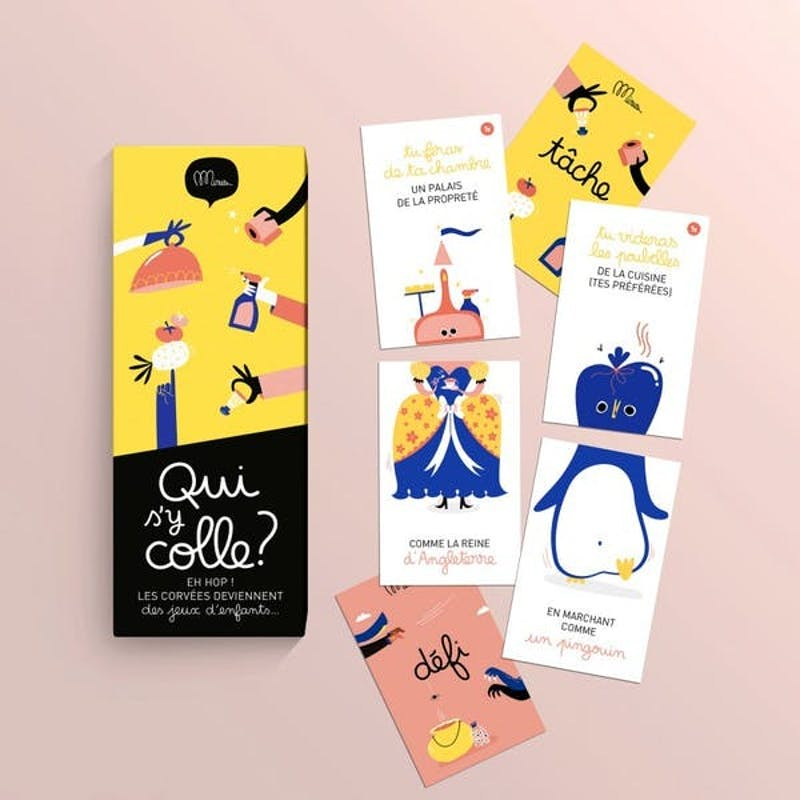 Minus
Qui
s'y
colle?
EH HOP !
LES CORVÉES DEVIENNENT
des jeux d'enfants...
Minus
tâche
tu feras
de ta chambre
UN PALAIS
DE LA PROPRETÉ
COMME LA REINE
d'Angleterre
tu videras
les poubelles
DE LA CUISINE
(TES PRÉFÉRÉES)
EN MARCHANT
COMME
un pingouin
défi